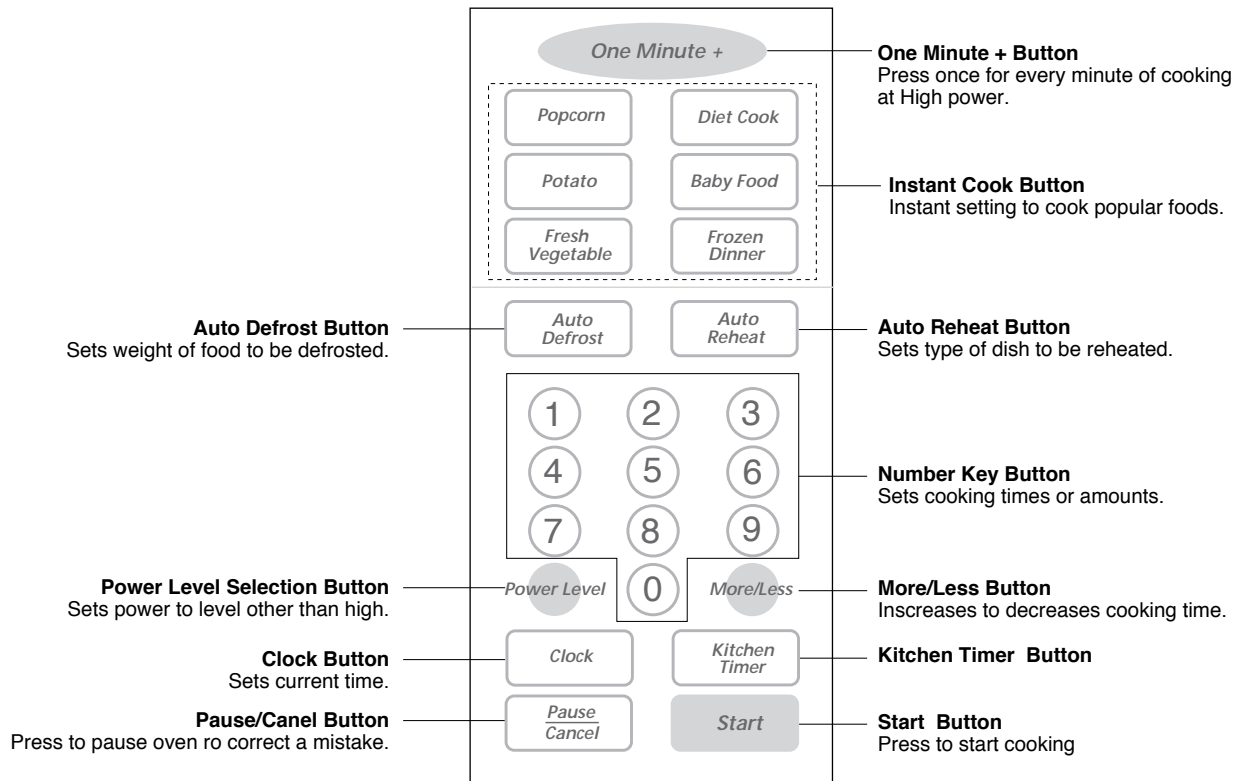 One Minute +
One Minute + Button
Press once for every minute of cooking
at High power.
Popcorn
Diet Cook
Potato
Baby Food
Instant Cook Button
Instant setting to cook popular foods.
Fresh
Vegetable
Frozen
Dinner
Auto Defrost Button
Sets weight of food to be defrosted.
Auto
Defrost
Auto
Reheat
Auto Reheat Button
Sets type of dish to be reheated.
1 2 3
4 5 6
7 8 9
Number Key Button
Sets cooking times or amounts.
Power Level Selection Button
Sets power to level other than high.
Power Level
0
More/Less
More/Less Button
Inscreases to decreases cooking time.
Clock Button
Sets current time.
Clock
Kitchen
Timer
Kitchen Timer Button
Pause/Canel Button
Press to pause oven ro correct a mistake.
Pause
Cancel
Start
Start Button
Press to start cooking